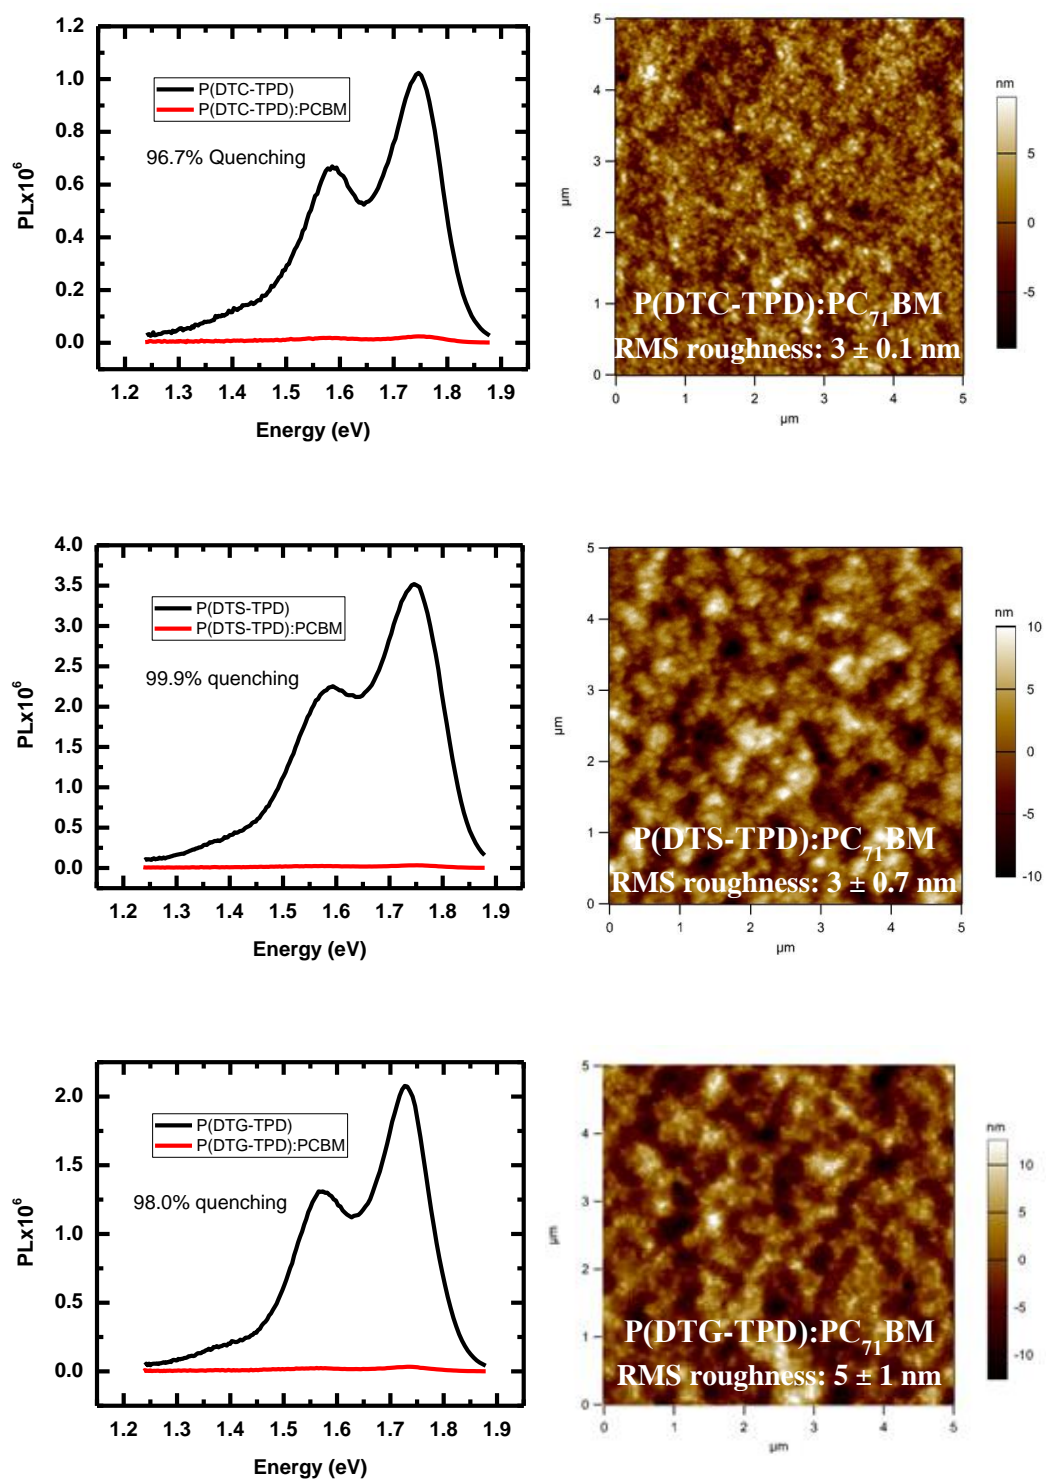 1.2
1.0
0.8
0.6
0.4
0.2
0.0
PLx10⁶
P(DTC-TPD)
P(DTC-TPD):PCBM
96.7% Quenching
1.2 1.3 1.4 1.5 1.6 1.7 1.8 1.9
Energy (eV)
5
4
3
2
1
0
µm
P(DTC-TPD):PC₇₁BM
RMS roughness: 3 ± 0.1 nm
0 1 2 3 4 5
µm
nm
5
0
-5
4.0
3.5
3.0
2.5
2.0
1.5
1.0
0.5
0.0
PLx10⁶
P(DTS-TPD)
P(DTS-TPD):PCBM
99.9% quenching
1.2 1.3 1.4 1.5 1.6 1.7 1.8 1.9
Energy (eV)
5
4
3
2
1
0
µm
P(DTS-TPD):PC₇₁BM
RMS roughness: 3 ± 0.7 nm
0 1 2 3 4 5
µm
nm
10
5
0
-5
-10
2.0
1.5
1.0
0.5
0.0
PLx10⁶
P(DTG-TPD)
P(DTG-TPD):PCBM
98.0% quenching
1.2 1.3 1.4 1.5 1.6 1.7 1.8 1.9
Energy (eV)
5
4
3
2
1
0
µm
P(DTG-TPD):PC₇₁BM
RMS roughness: 5 ± 1 nm
0 1 2 3 4 5
µm
nm
10
5
0
-5
-10